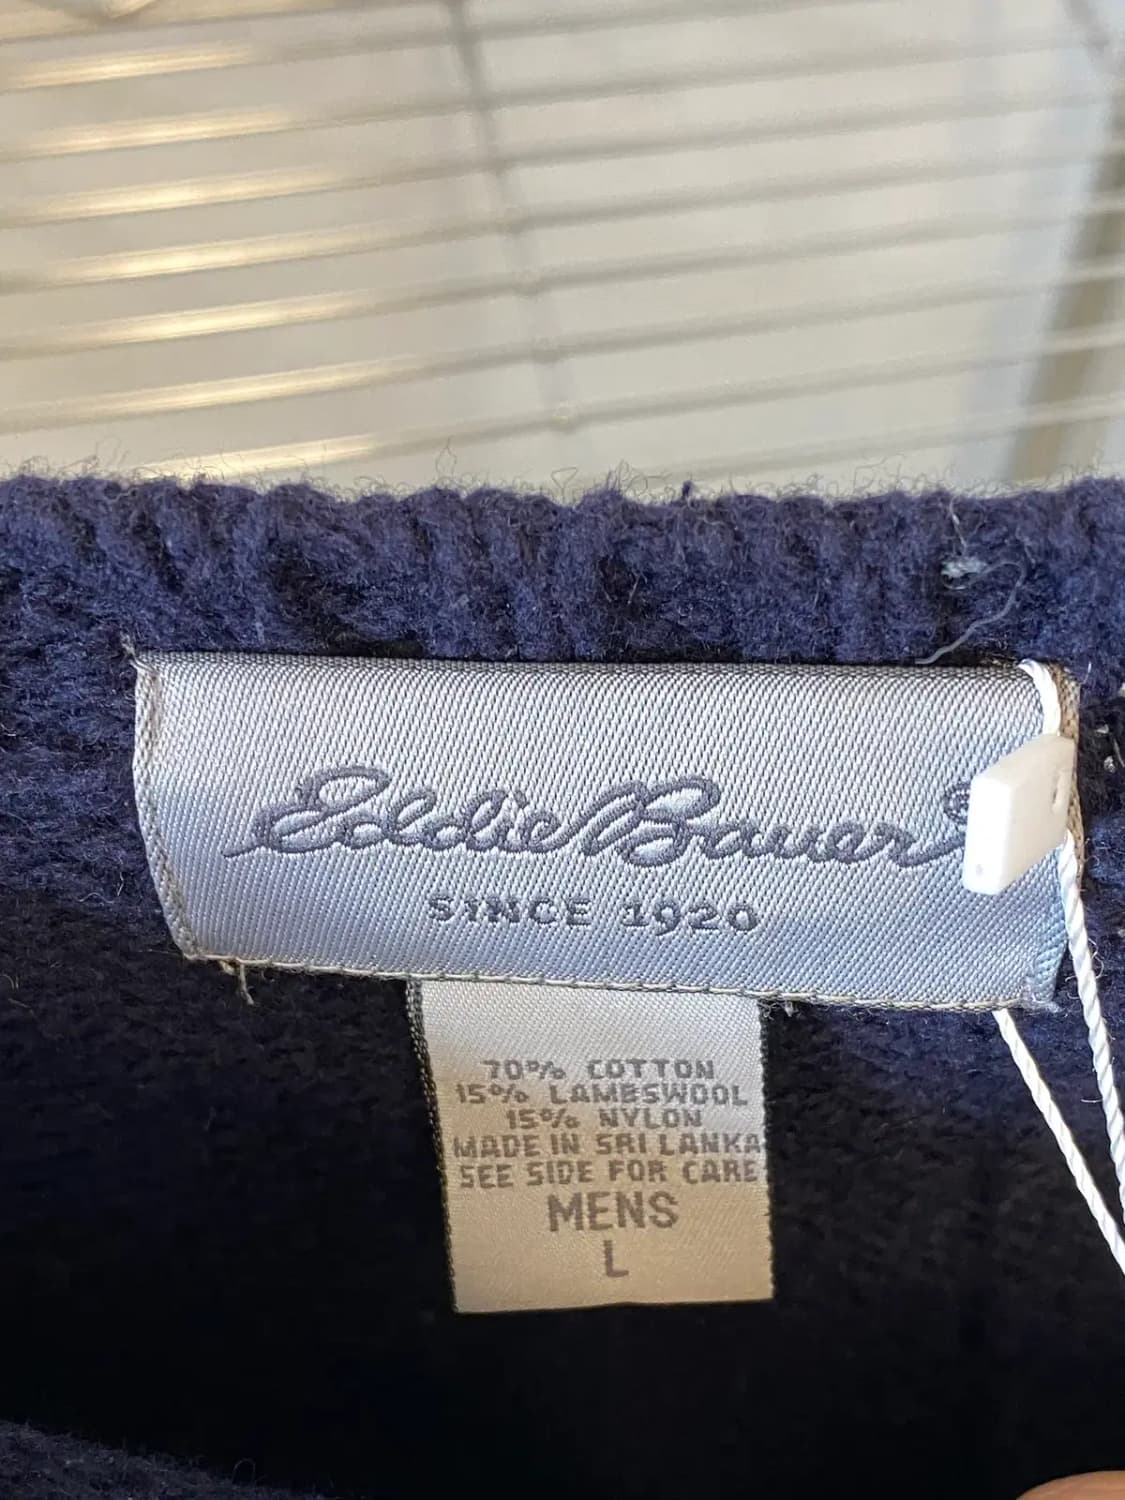 Eddie Bauer®
SINCE 1920
70% COTTON
15% LAMBSWOOL
15% NYLON
MADE IN SRI LANKA
SEE SIDE FOR CARE
MENS
L